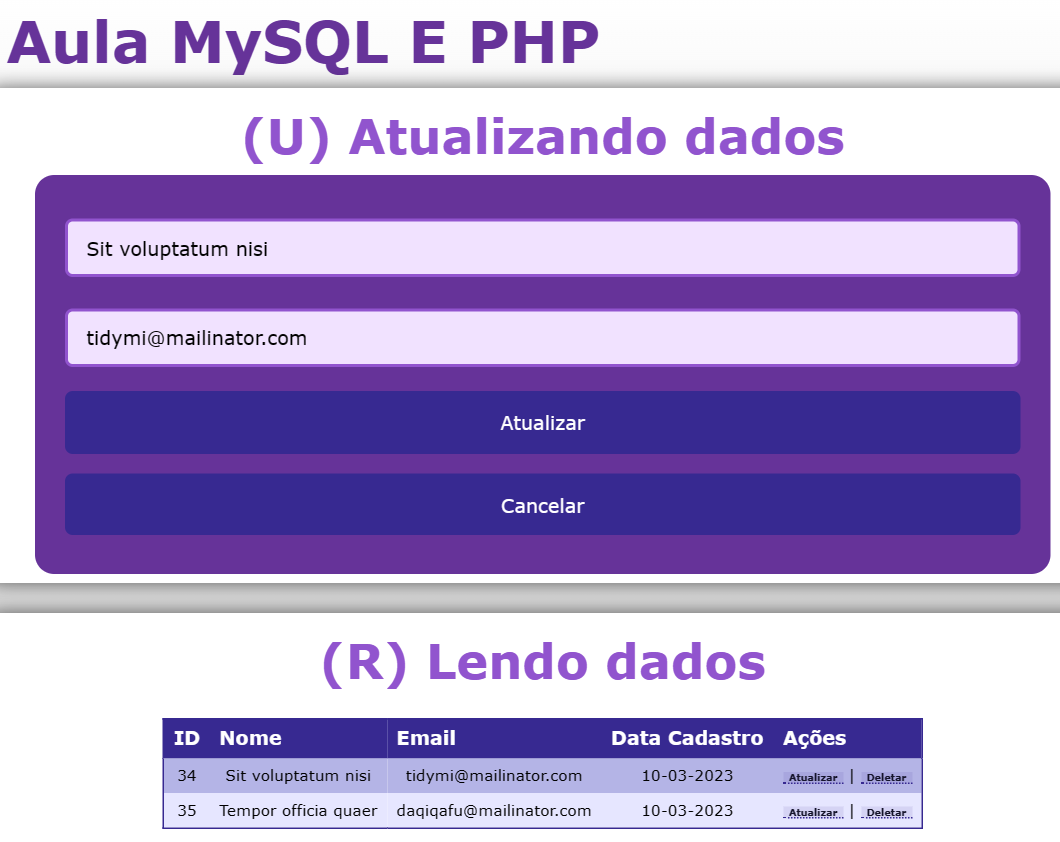 Aula MySQL E PHP
(U) Atualizando dados
Sit voluptatum nisi
tidymi@mailinator.com
Atualizar
Cancelar
(R) Lendo dados
ID Nome Email Data Cadastro Ações
34 Sit voluptatum nisi tidymi@mailinator.com 10-03-2023 Atualizar | Deletar
35 Tempor officia quaer daqiqafu@mailinator.com 10-03-2023 Atualizar | Deletar